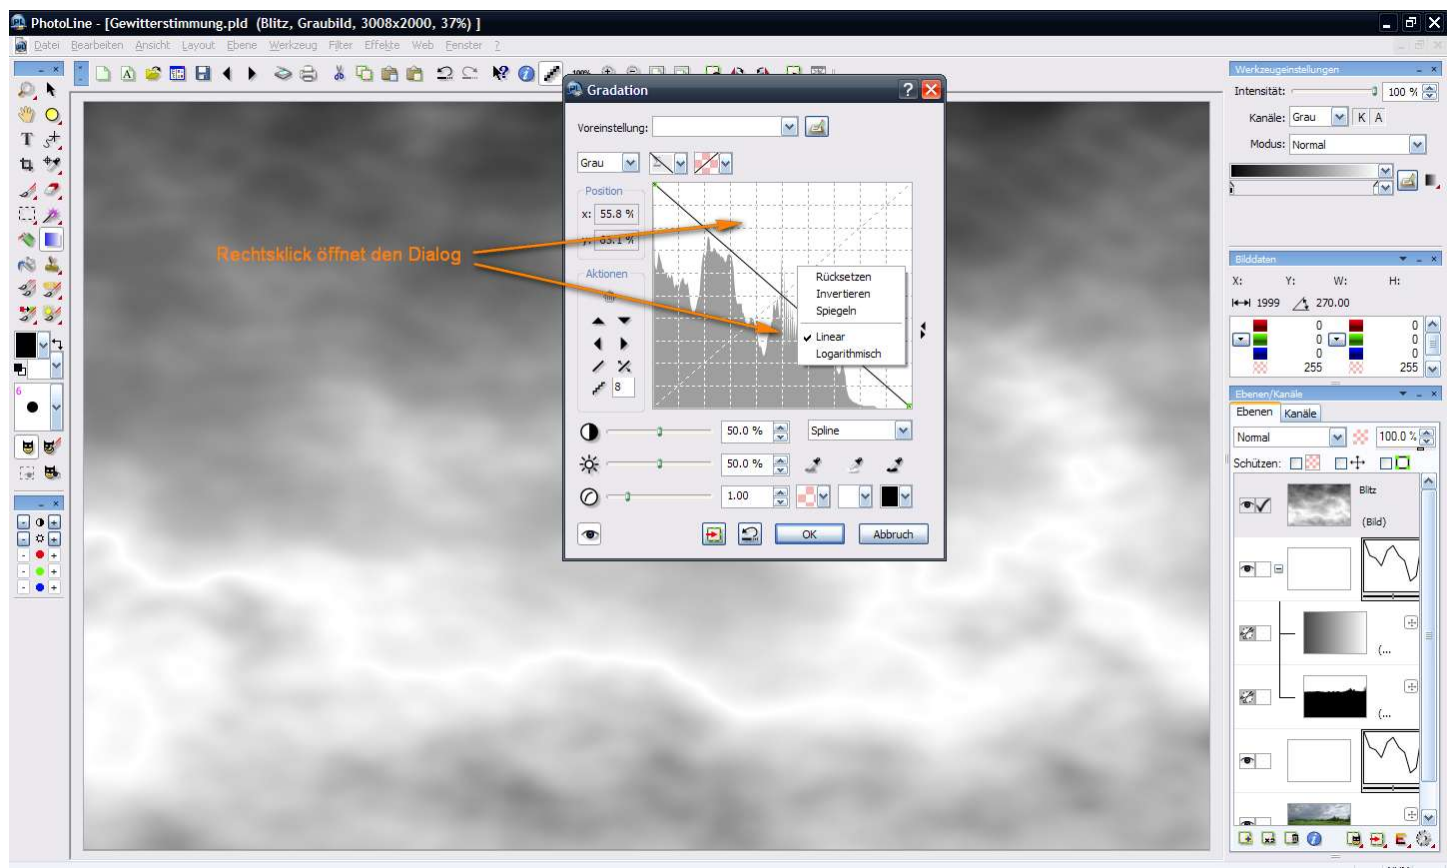 PhotoLine - [Gewitterstimmung.pld (Blitz, Graubild, 3008x2000, 37%) ]
Datei Bearbeiten Ansicht Layout Ebene Werkzeug Filter Effekte Web Fenster ?
Gradation
Voreinstellung:
Grau
Position
x: 55.8 %
y: 63.1 %
Aktionen
8
Rechtsklick öffnet den Dialog
Rücksetzen
Invertieren
Spiegeln
Linear
Logarithmisch
50.0 % Spline
50.0 %
1.00
OK Abbruch
6
Werkzeugeinstellungen
Intensität: 100 %
Kanäle: Grau K A
Modus: Normal
Bilddaten
X: Y: W: H:
1999 270.00
0 0
0 0
0 0
255 255
Ebenen/Kanäle
Ebenen Kanäle
Normal 100.0 %
Schützen:
Blitz
(Bild)
(...
(...